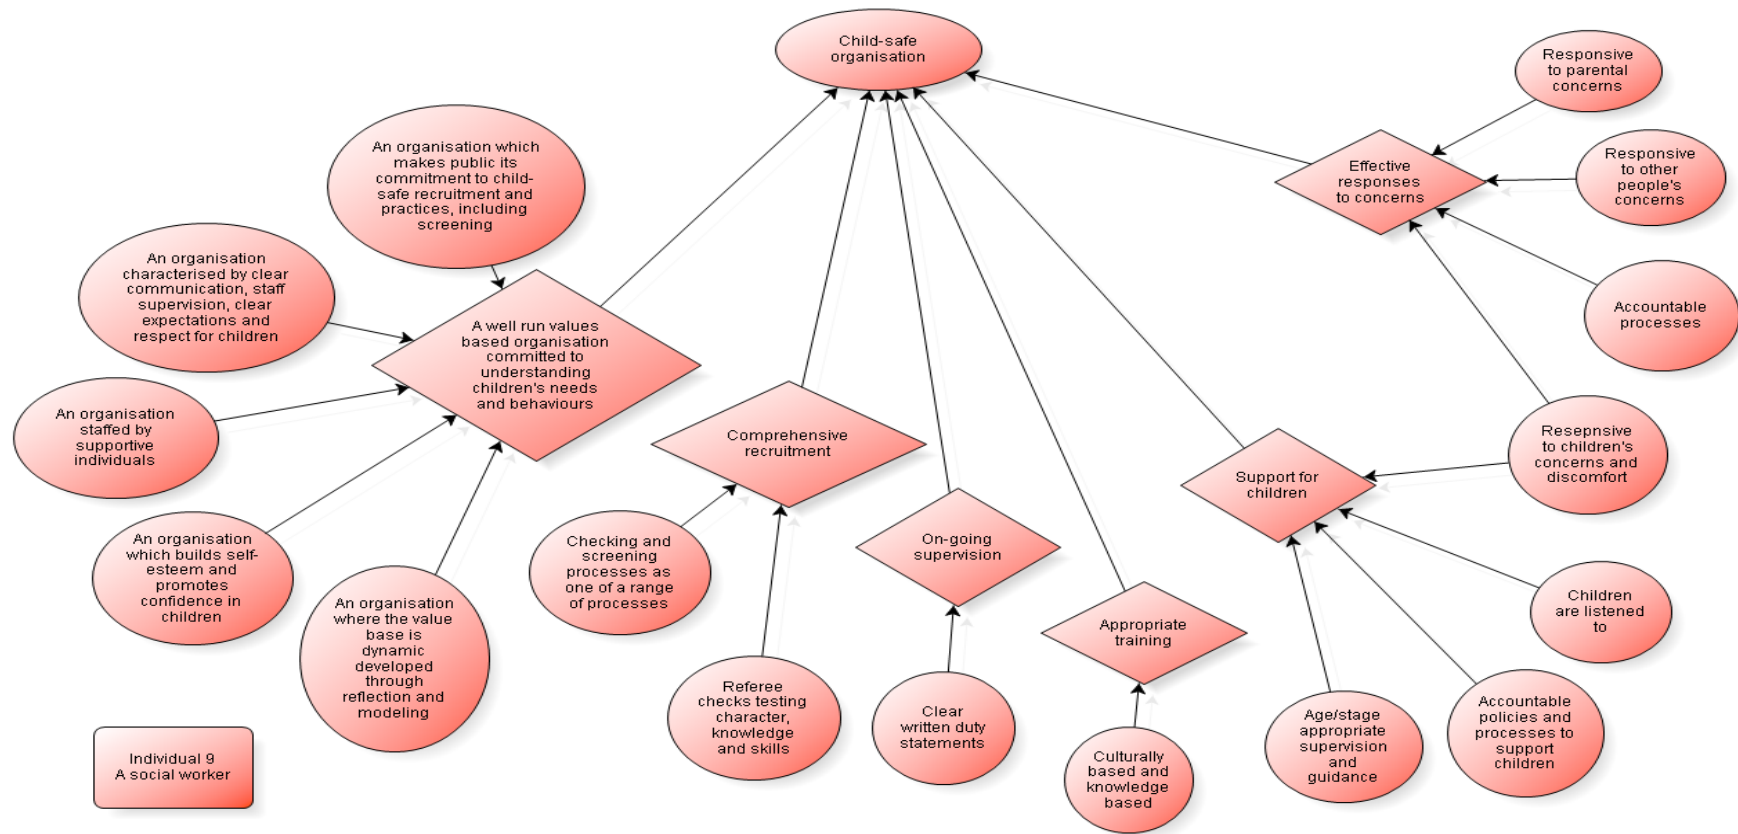 Child-safe
organisation
Responsive
to parental
concerns
An organisation which
makes public its
commitment to child-
safe recruitment and
practices, including
screening
Effective
responses
to concerns
Responsive
to other
people's
concerns
An organisation
characterised by clear
communication, staff
supervision, clear
expectations and
respect for children
Accountable
processes
A well run values
based organisation
committed to
understanding
children's needs
and behaviours
An organisation
staffed by
supportive
individuals
Comprehensive
recruitment
Resepnsive
to children's
concerns and
discomfort
Support for
children
An organisation
which builds self-
esteem and
promotes
confidence in
children
Checking and
screening
processes as
one of a range
of processes
On-going
supervision
Children
are listened
to
An organisation
where the value
base is
dynamic
developed
through
reflection and
modeling
Appropriate
training
Referee
checks testing
character,
knowledge
and skills
Clear
written duty
statements
Culturally
based and
knowledge
based
Age/stage
appropriate
supervision
and
guidance
Accountable
policies and
processes to
support
children
Individual 9
A social worker